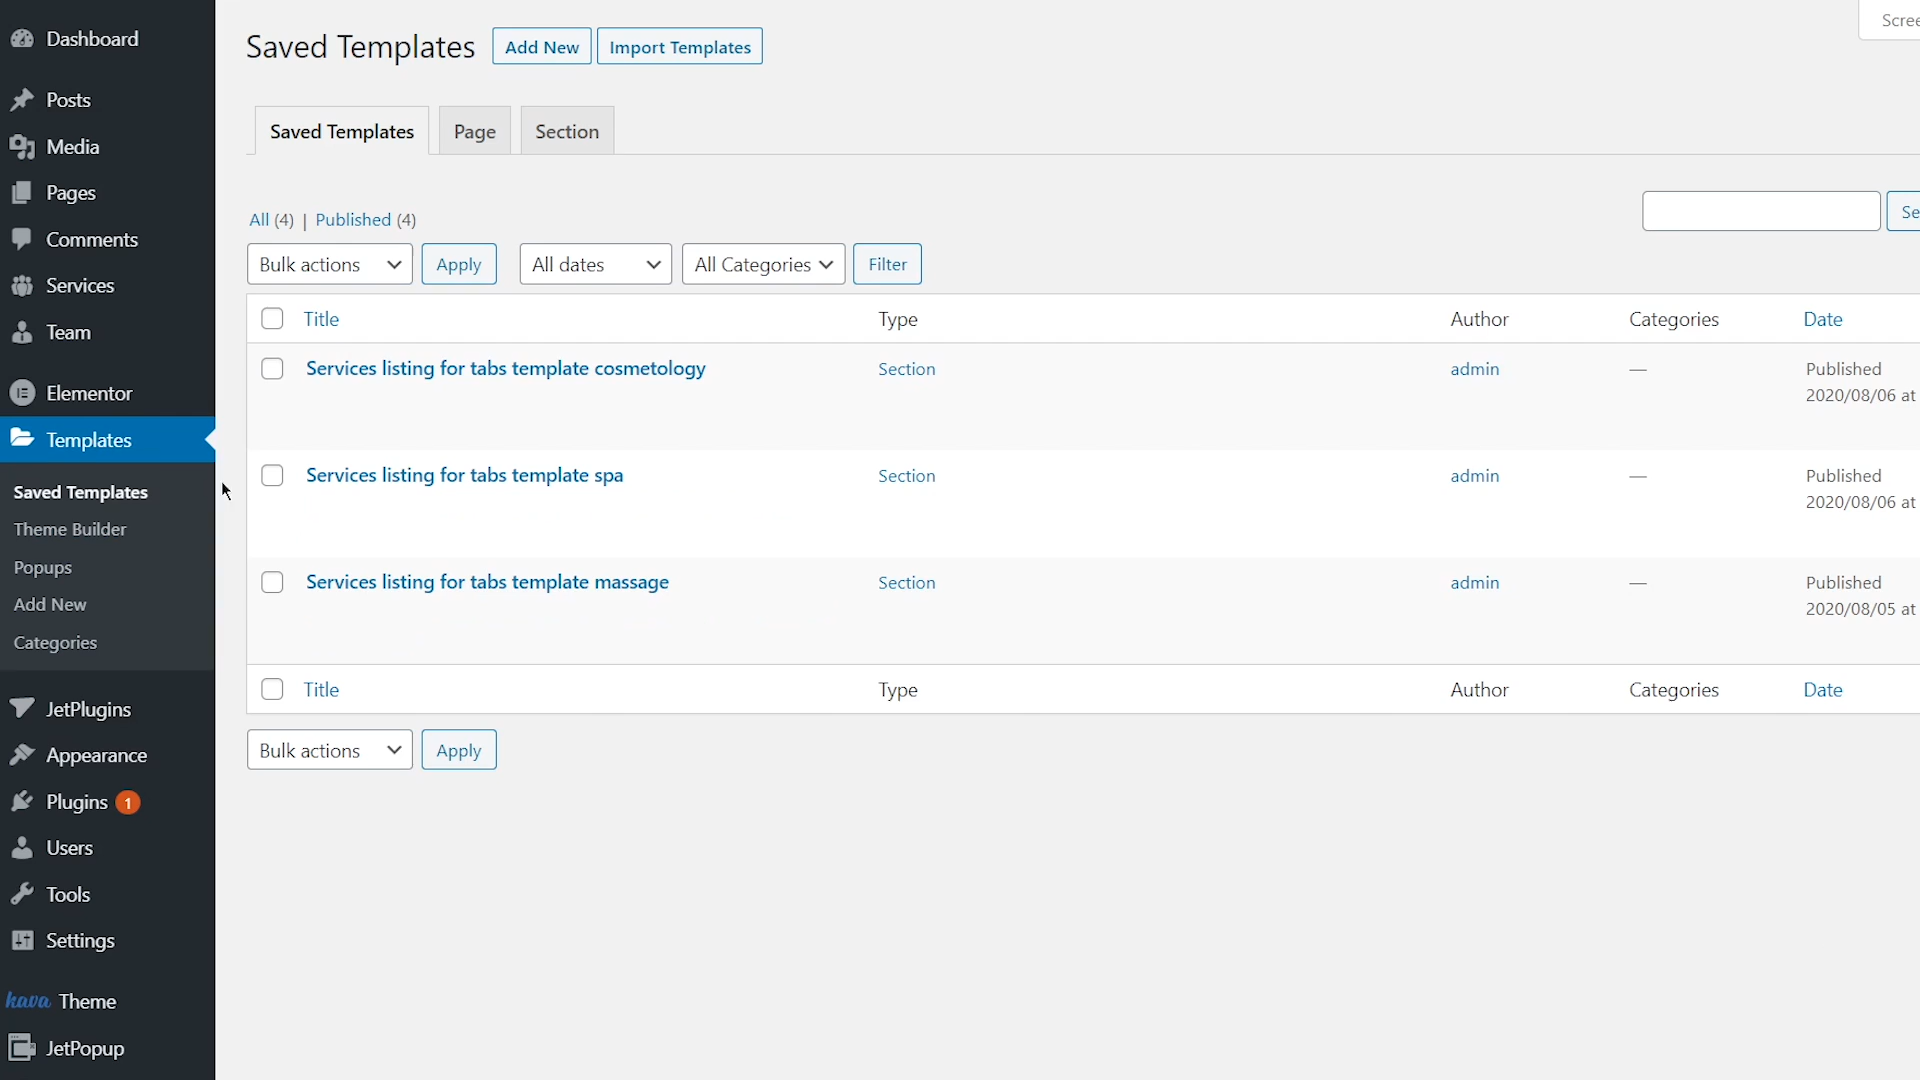 Dashboard
Posts
Media
Pages
Comments
Services
Team
Elementor
Templates
Saved Templates
Theme Builder
Popups
Add New
Categories
JetPlugins
Appearance
Plugins 1
Users
Tools
Settings
kava Theme
JetPopup
Scree
Saved Templates Add New Import Templates
Saved Templates Page Section
All (4) | Published (4)
Se
Bulk actions Apply All dates All Categories Filter
Title Type Author Categories Date
Services listing for tabs template cosmetology Section admin — Published
2020/08/06 at
Services listing for tabs template spa Section admin — Published
2020/08/06 at
Services listing for tabs template massage Section admin — Published
2020/08/05 at
Title Type Author Categories Date
Bulk actions Apply